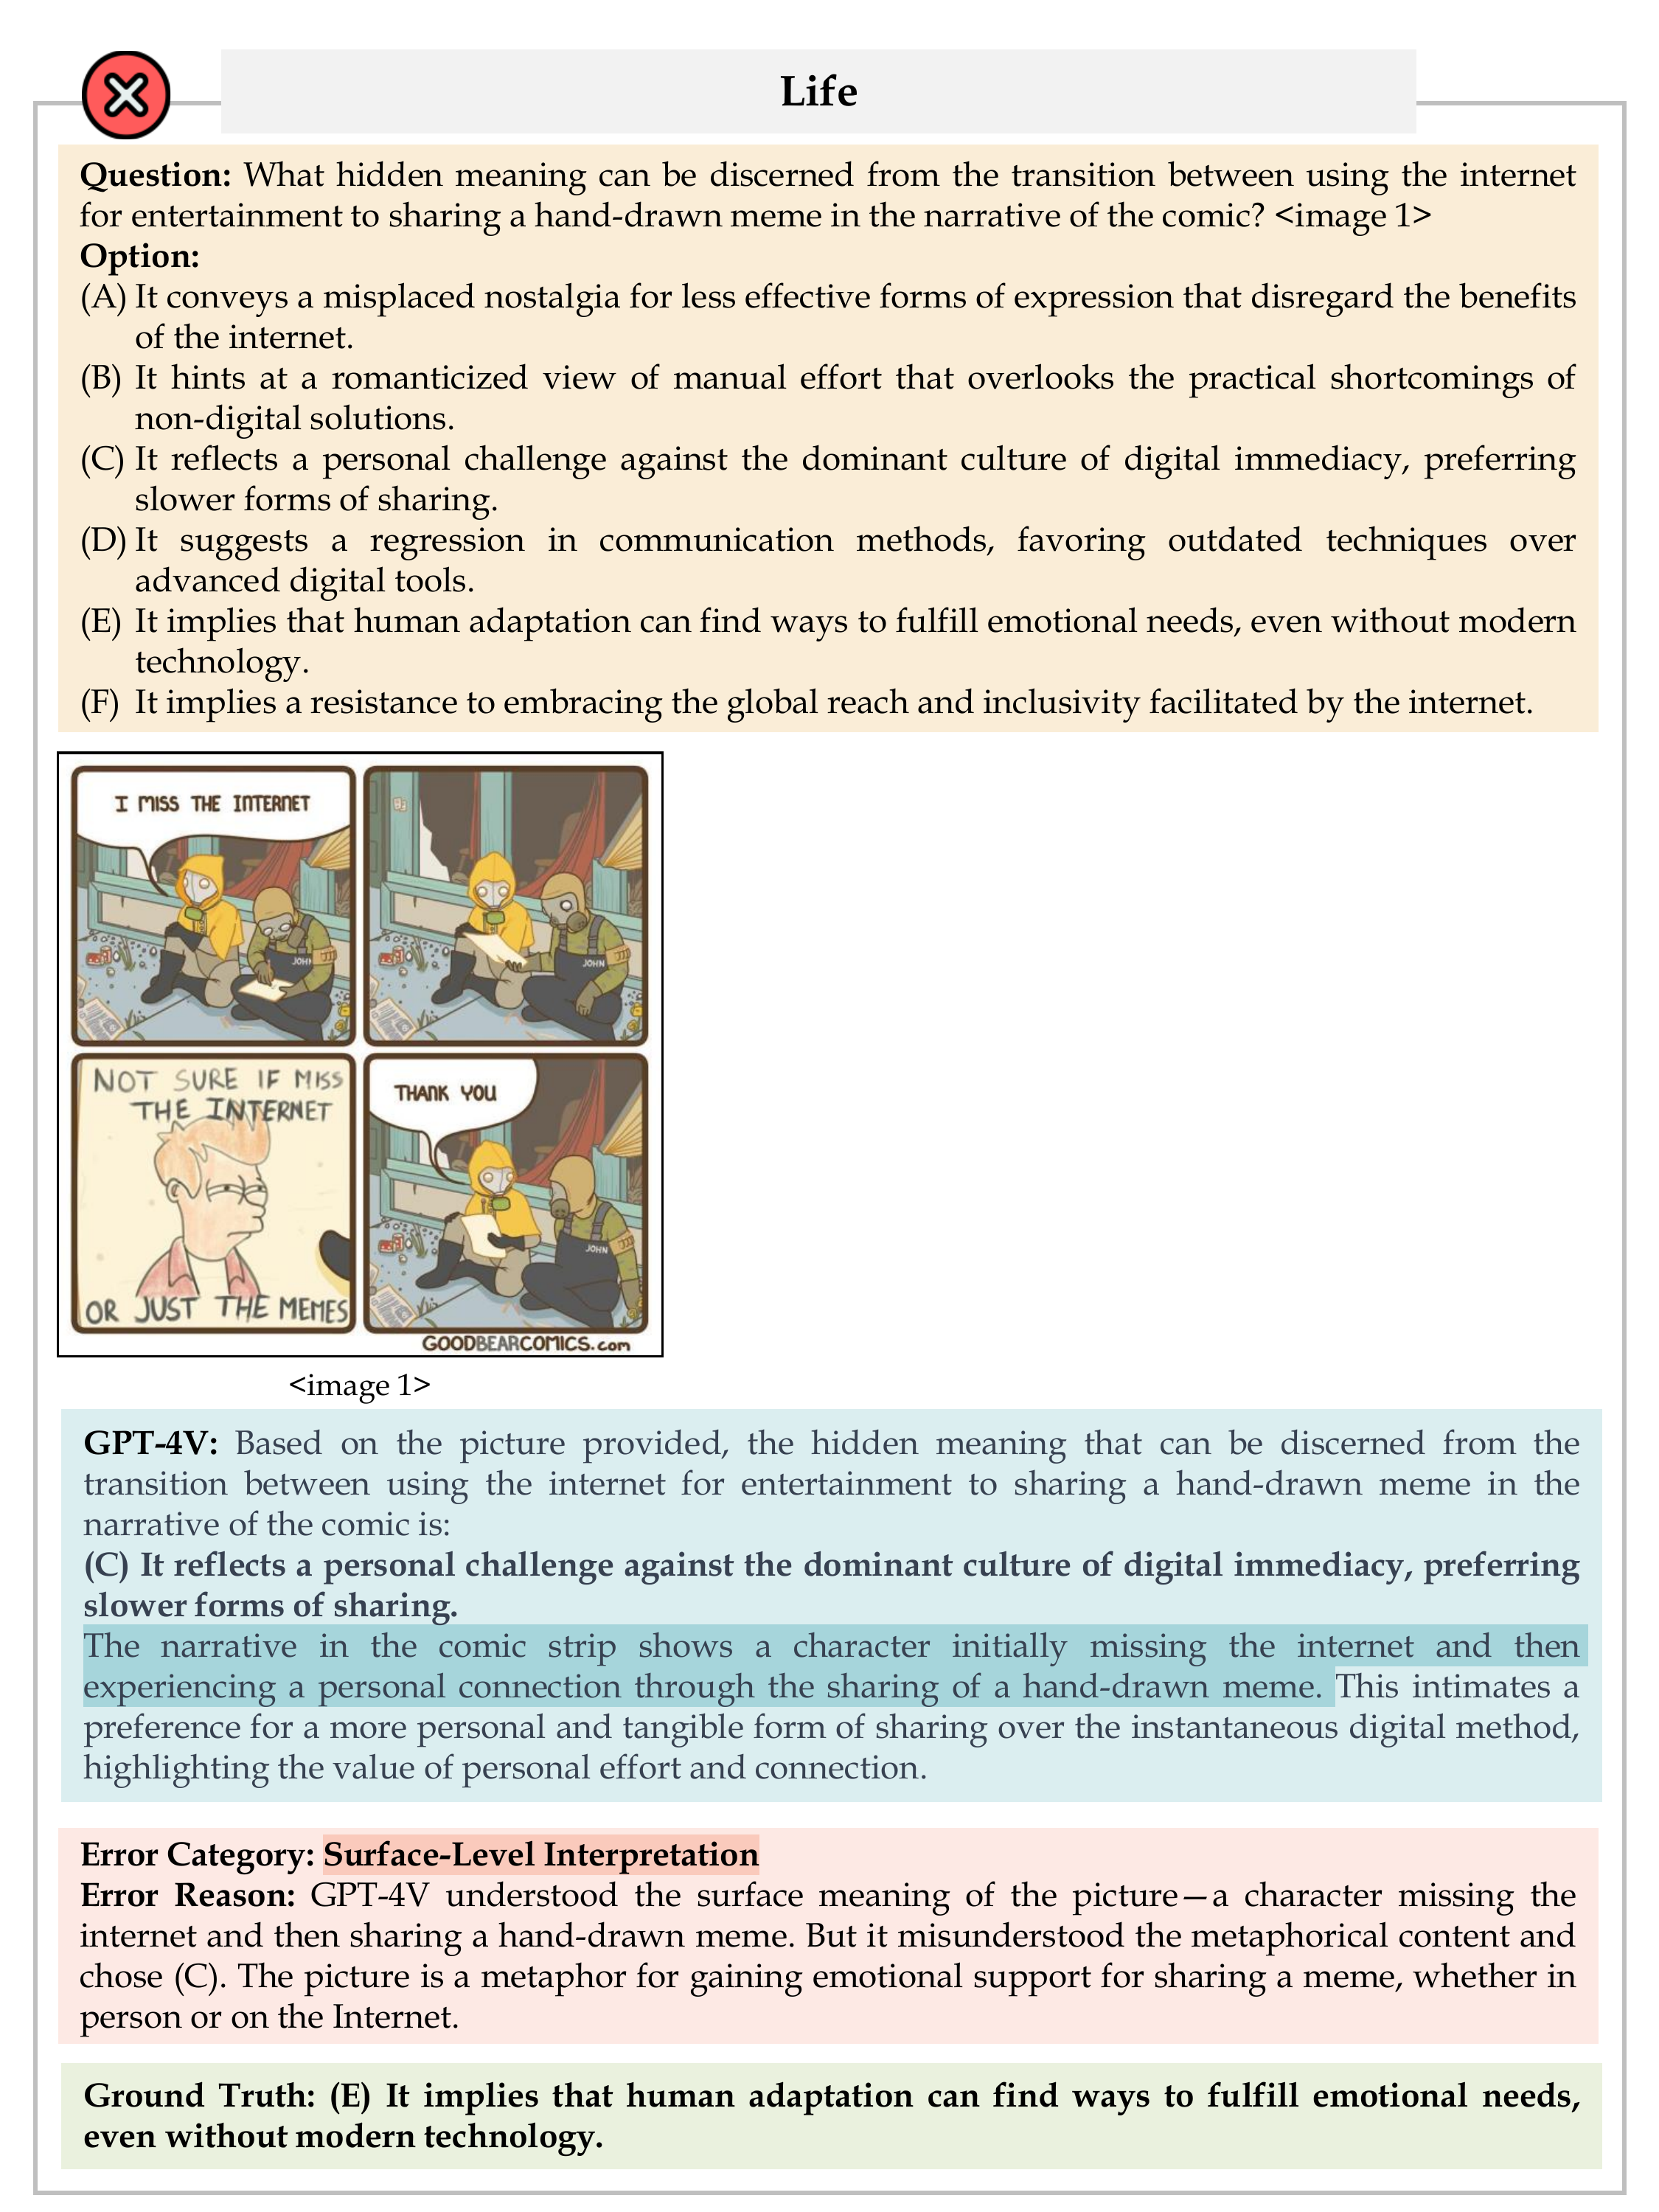 Life
Question: What hidden meaning can be discerned from the transition between using the internet
for entertainment to sharing a hand-drawn meme in the narrative of the comic? <image 1>
Option:
(A) It conveys a misplaced nostalgia for less effective forms of expression that disregard the benefits
of the internet.
(B) It hints at a romanticized view of manual effort that overlooks the practical shortcomings of
non-digital solutions.
(C) It reflects a personal challenge against the dominant culture of digital immediacy, preferring
slower forms of sharing.
(D) It suggests a regression in communication methods, favoring outdated techniques over
advanced digital tools.
(E) It implies that human adaptation can find ways to fulfill emotional needs, even without modern
technology.
(F) It implies a resistance to embracing the global reach and inclusivity facilitated by the internet.
I MISS THE INTERNET
JOHN
JOHN
NOT SURE IF MISS
THE INTERNET
OR JUST THE MEMES
THANK YOU
JOHN
GOODBEARCOMICS.com
<image 1>
GPT-4V: Based on the picture provided, the hidden meaning that can be discerned from the
transition between using the internet for entertainment to sharing a hand-drawn meme in the
narrative of the comic is:
(C) It reflects a personal challenge against the dominant culture of digital immediacy, preferring
slower forms of sharing.
The narrative in the comic strip shows a character initially missing the internet and then
experiencing a personal connection through the sharing of a hand-drawn meme. This intimates a
preference for a more personal and tangible form of sharing over the instantaneous digital method,
highlighting the value of personal effort and connection.
Error Category: Surface-Level Interpretation
Error Reason: GPT-4V understood the surface meaning of the picture—a character missing the
internet and then sharing a hand-drawn meme. But it misunderstood the metaphorical content and
chose (C). The picture is a metaphor for gaining emotional support for sharing a meme, whether in
person or on the Internet.
Ground Truth: (E) It implies that human adaptation can find ways to fulfill emotional needs,
even without modern technology.